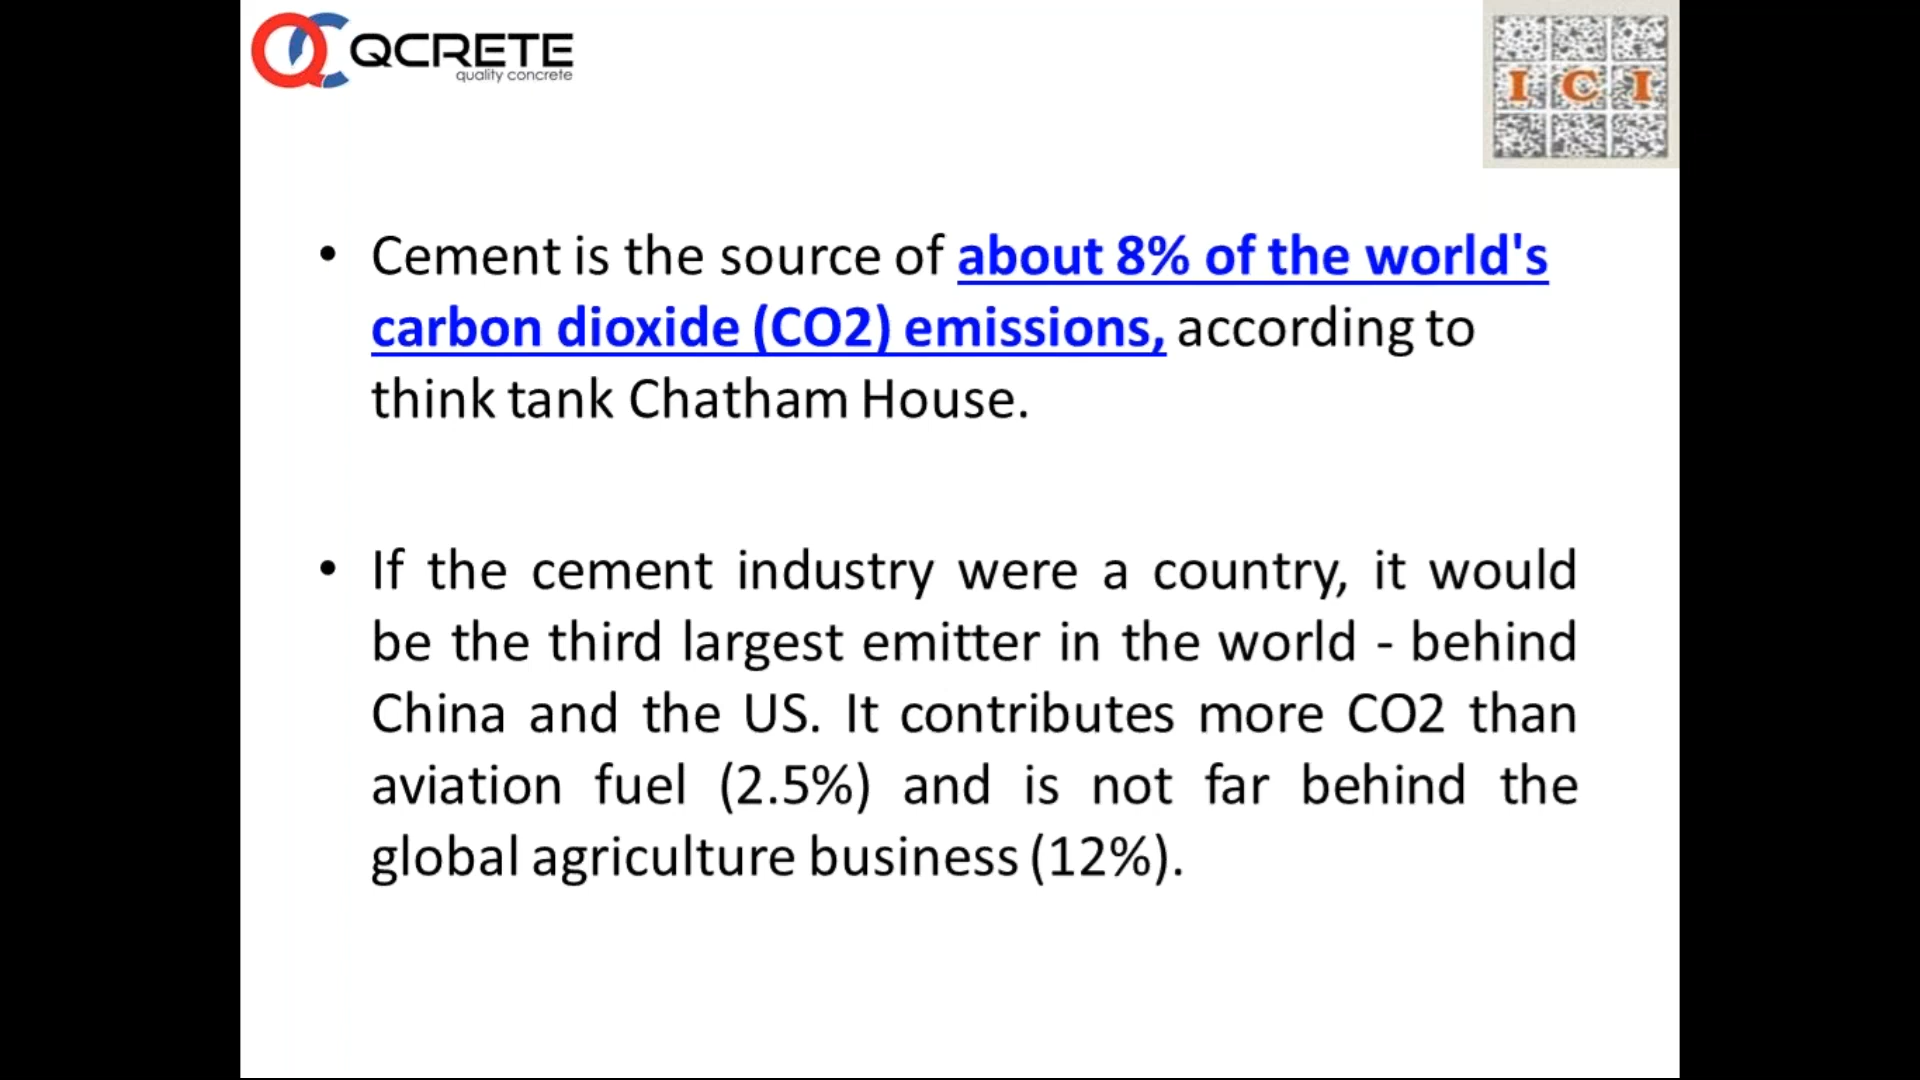 QCRETE
quality concrete
I C I
• Cement is the source of about 8% of the world's
carbon dioxide (CO2) emissions, according to
think tank Chatham House.
• If the cement industry were a country, it would
be the third largest emitter in the world - behind
China and the US. It contributes more CO2 than
aviation fuel (2.5%) and is not far behind the
global agriculture business (12%).